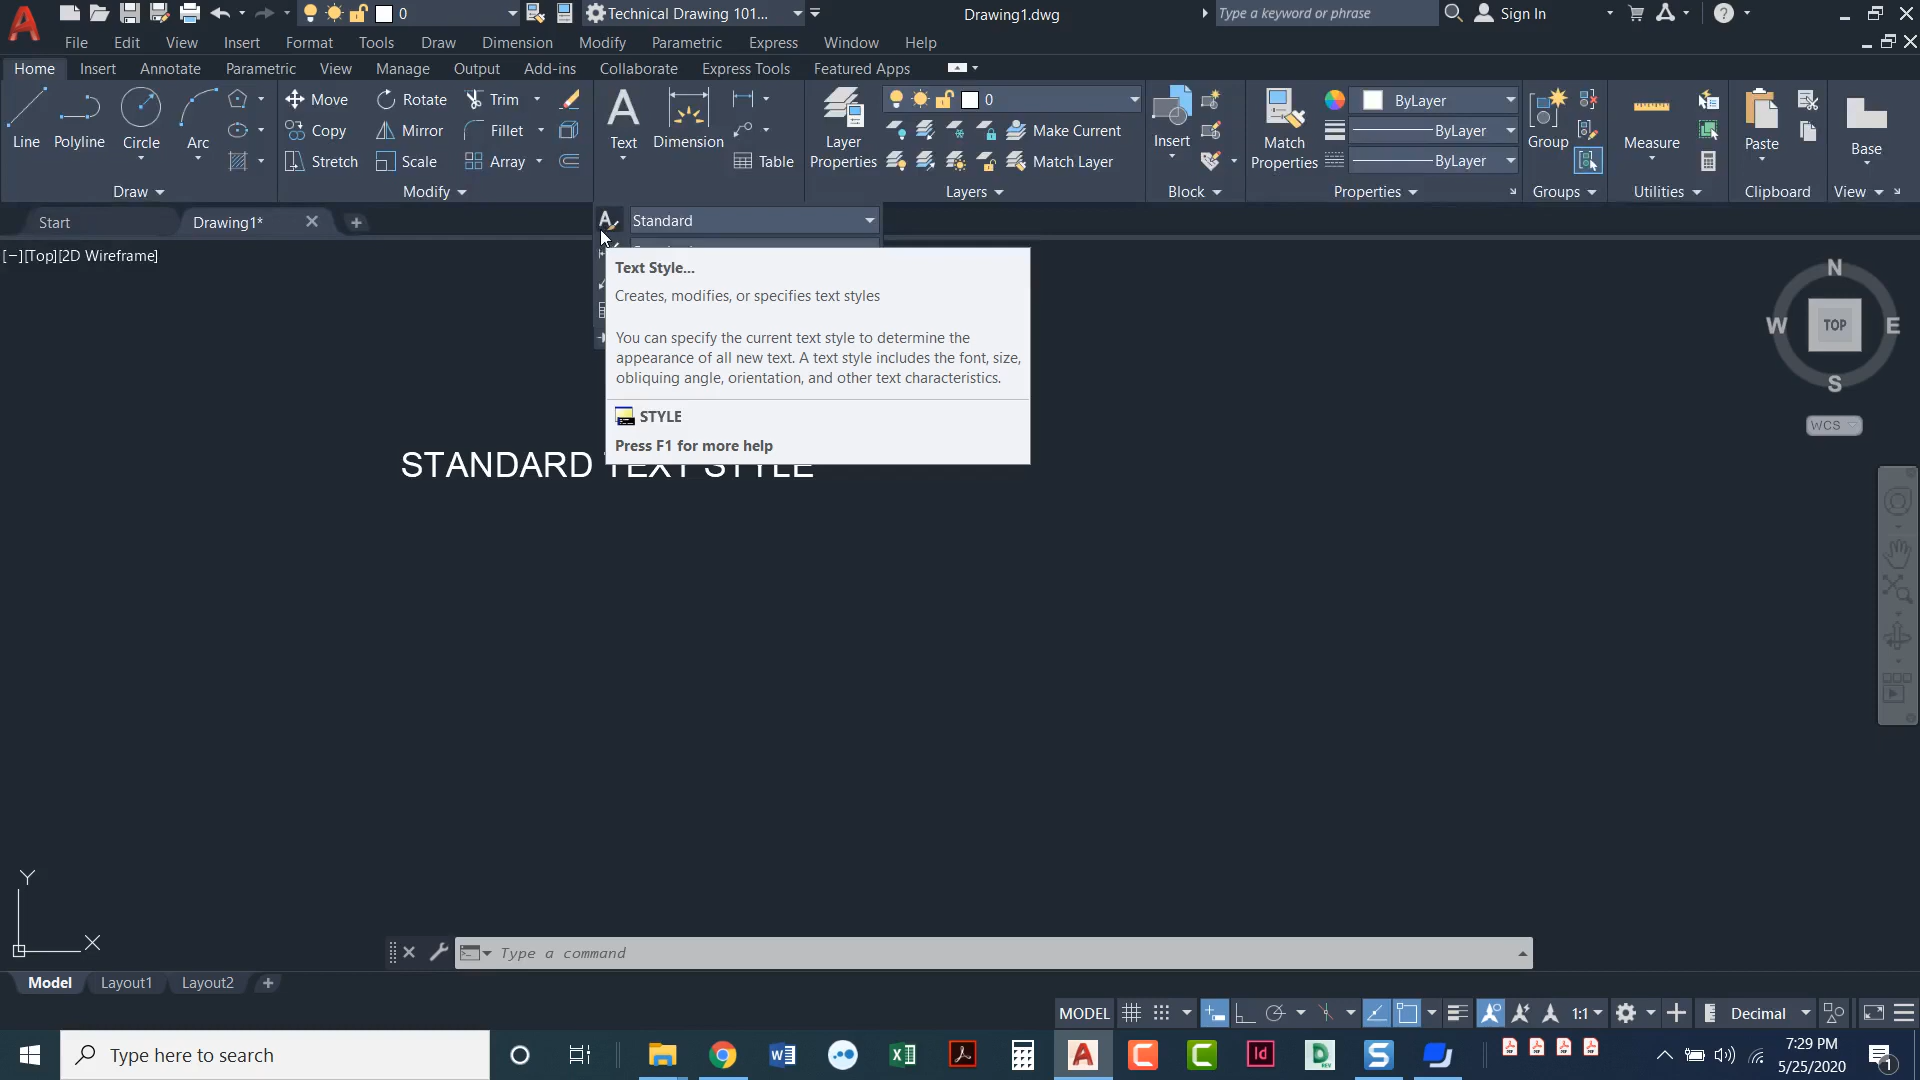 0
Technical Drawing 101...
Drawing1.dwg
Type a keyword or phrase
Sign In
File Edit View Insert Format Tools Draw Dimension Modify Parametric Express Window Help
Home Insert Annotate Parametric View Manage Output Add-ins Collaborate Express Tools Featured Apps
Line
Polyline
Circle
Arc
Draw
Move
Rotate
Trim
Copy
Mirror
Fillet
Stretch
Scale
Array
Modify
Text
Dimension
Table
Layer
Properties
0
Make Current
Match Layer
Layers
Insert
Block
Match
Properties
ByLayer
ByLayer
ByLayer
Properties
Group
Groups
Measure
Utilities
Paste
Clipboard
Base
View
Start
Drawing1*
Standard
[−][Top][2D Wireframe]
Text Style...
Creates, modifies, or specifies text styles
You can specify the current text style to determine the
appearance of all new text. A text style includes the font, size,
obliquing angle, orientation, and other text characteristics.
STYLE
Press F1 for more help
STANDARD TEXT STYLE
N
W
TOP
E
S
WCS
Y
X
Type a command
Model
Layout1
Layout2
MODEL
1:1
Decimal
Type here to search
7:29 PM
5/25/2020
1